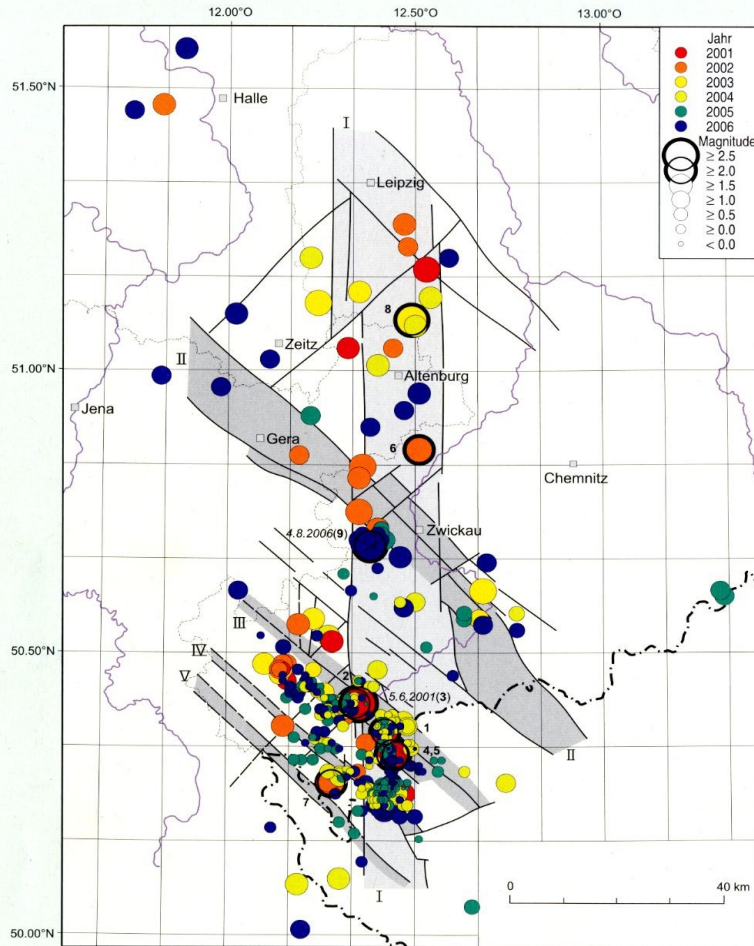 12.00°O 12.50°O 13.00°O
Jahr
2001
2002
2003
2004
2005
2006
Magnitude
≥ 2.5
≥ 2.0
≥ 1.5
≥ 1.0
≥ 0.5
≥ 0.0
< 0.0
51.50°N
Halle
I
Leipzig
8
Zeitz
51.00°N
II
Altenburg
Jena
Gera
6
Chemnitz
Zwickau
4.8.2006(9)
III
50.50°N
IV
2
V
5.6.2001(3)
1
4,5
II
7
I
0 40 km
50.00°N